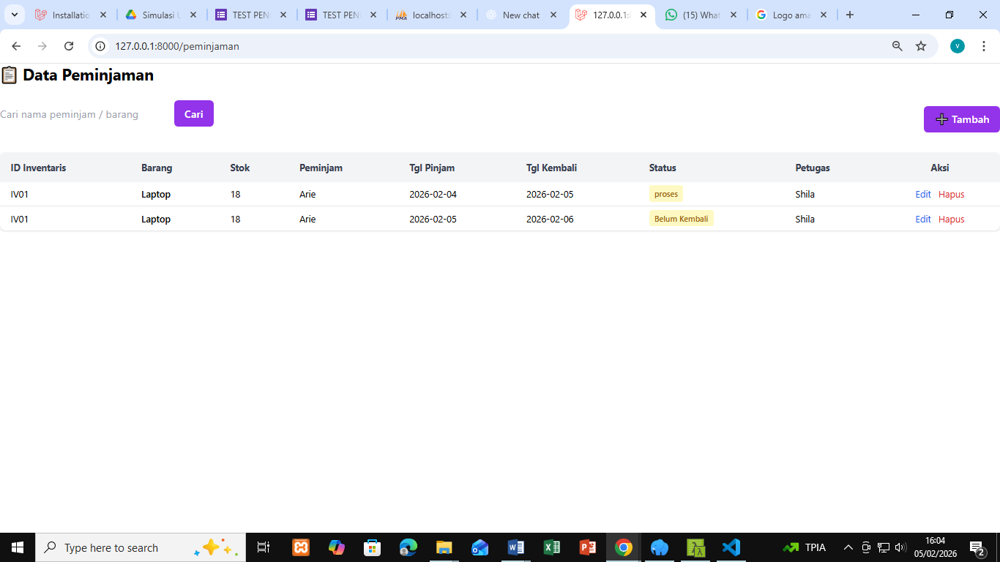 Installatio
Simulasi U
TEST PEN
TEST PEN
localhost:
New chat
127.0.0.1:8
(15) What
Logo ama
127.0.0.1:8000/peminjaman
V
📋 Data Peminjaman
Cari nama peminjam / barang
Cari
➕ Tambah
ID Inventaris Barang Stok Peminjam Tgl Pinjam Tgl Kembali Status Petugas Aksi
IV01 Laptop 18 Arie 2026-02-04 2026-02-05 proses Shila Edit Hapus
IV01 Laptop 18 Arie 2026-02-05 2026-02-06 Belum Kembali Shila Edit Hapus
Type here to search
TPIA
16:04
05/02/2026
2